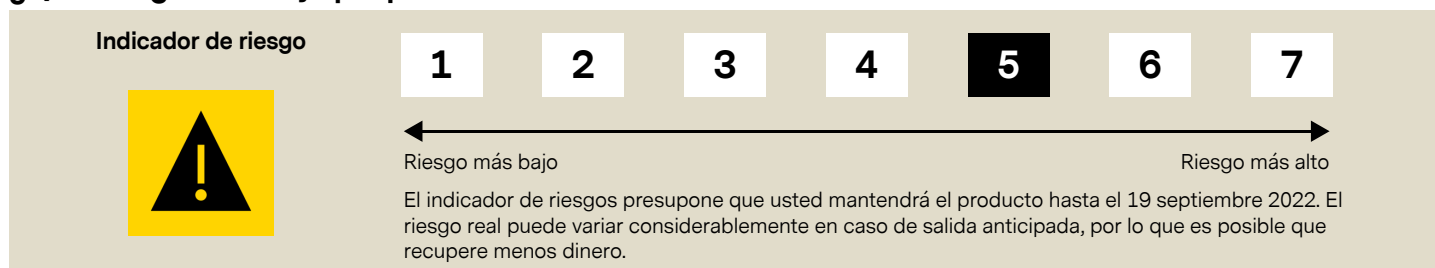 Indicador de riesgo
1 2 3 4 5 6 7
Riesgo más bajo Riesgo más alto
El indicador de riesgos presupone que usted mantendrá el producto hasta el 19 septiembre 2022. El
riesgo real puede variar considerablemente en caso de salida anticipada, por lo que es posible que
recupere menos dinero.